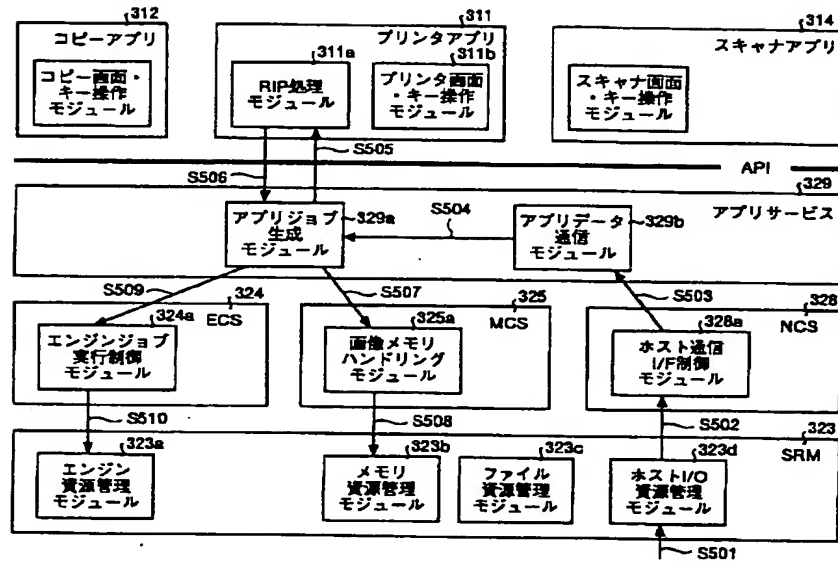 312
コピーアプリ
コピー画面・
キー操作
モジュール
311
プリンタアプリ
311a
RIP処理
モジュール
311b
プリンタ画面
・キー操作
モジュール
314
スキャナアプリ
スキャナ画面
・キー操作
モジュール
S506
S505
API
329
アプリサービス
アプリジョブ
生成
モジュール
329a
S504
アプリデータ
通信
モジュール
329b
S509
S507
S503
324
ECS
324a
エンジンジョブ
実行制御
モジュール
325
MCS
325a
画像メモリ
ハンドリング
モジュール
328
NCS
328a
ホスト通信
I/F制御
モジュール
S510
S508
S502
323
SRM
323a
エンジン
資源管理
モジュール
323b
メモリ
資源管理
モジュール
323c
ファイル
資源管理
モジュール
323d
ホストI/O
資源管理
モジュール
S501